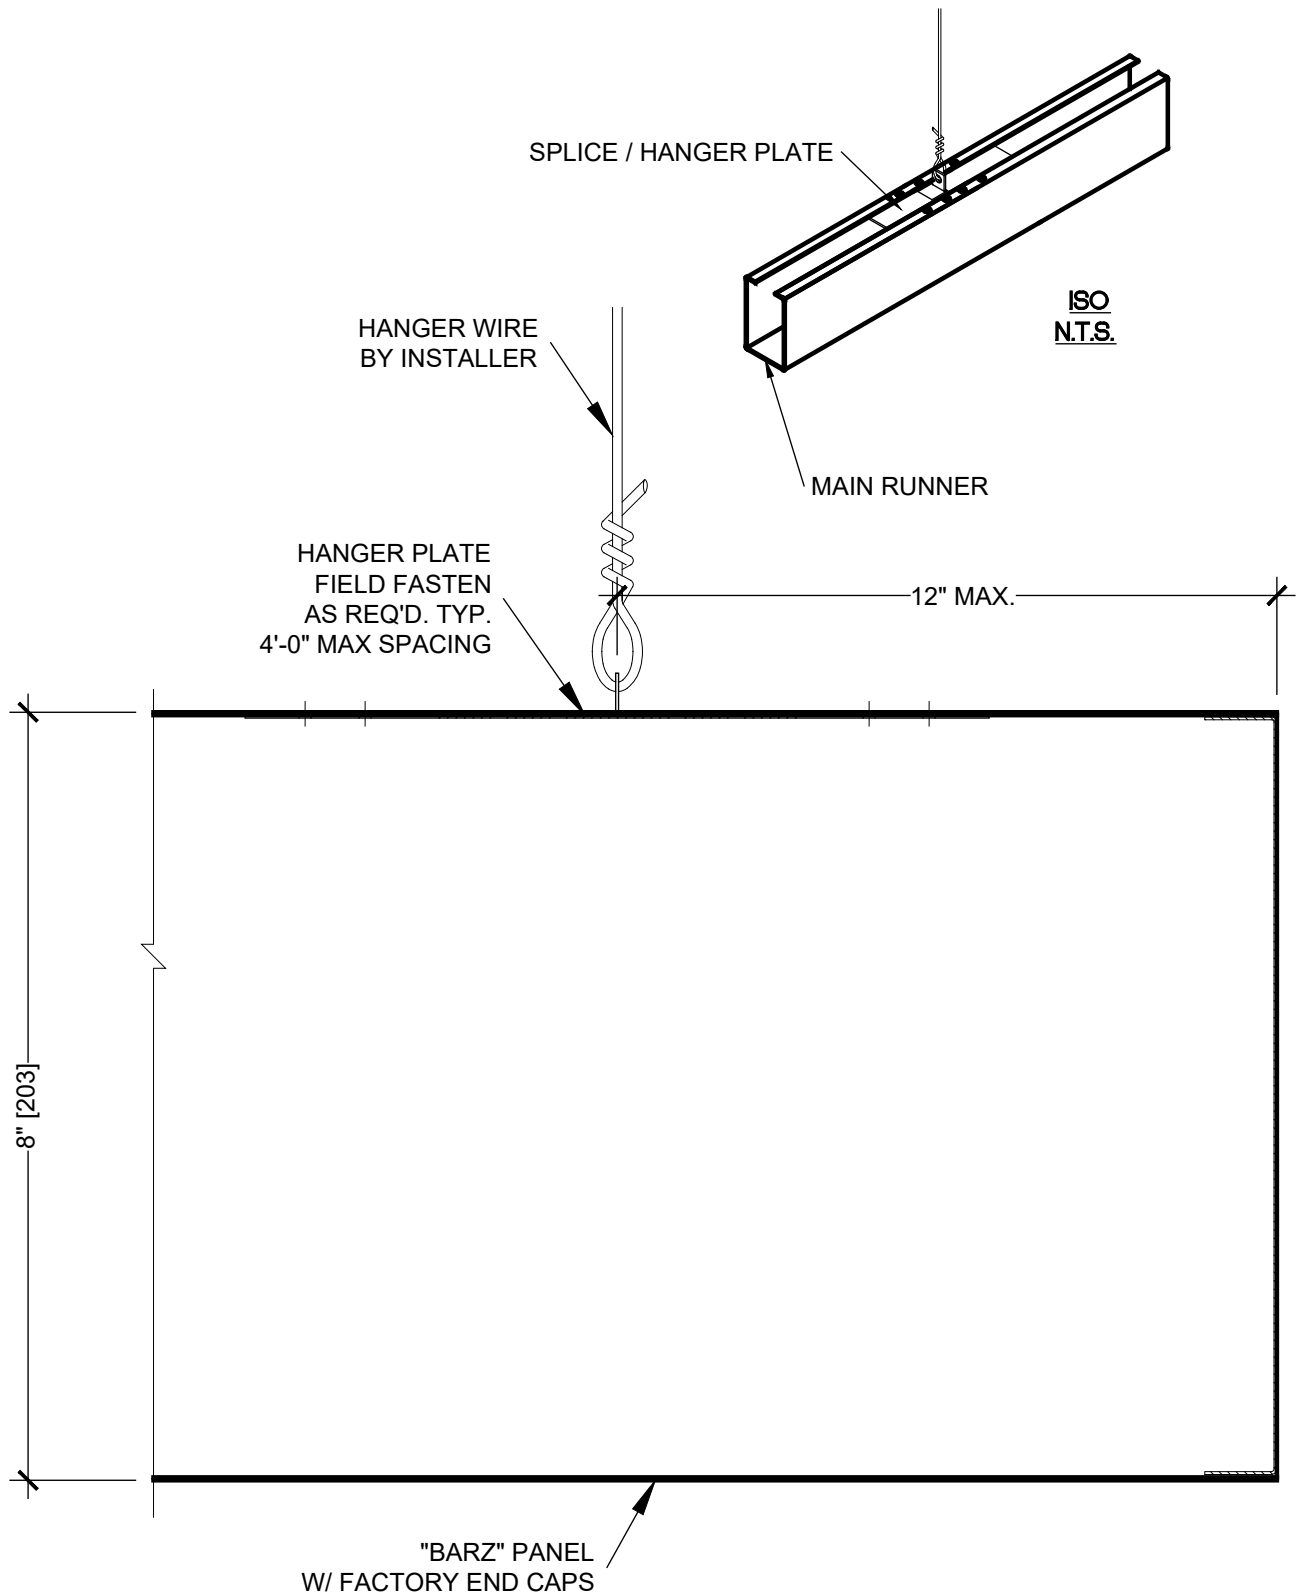 SPLICE / HANGER PLATE
ISO
N.T.S.
HANGER WIRE
BY INSTALLER
MAIN RUNNER
HANGER PLATE
FIELD FASTEN
AS REQ'D. TYP.
4'-0" MAX SPACING
12" MAX.
8" [203]
"BARZ" PANEL
W/ FACTORY END CAPS